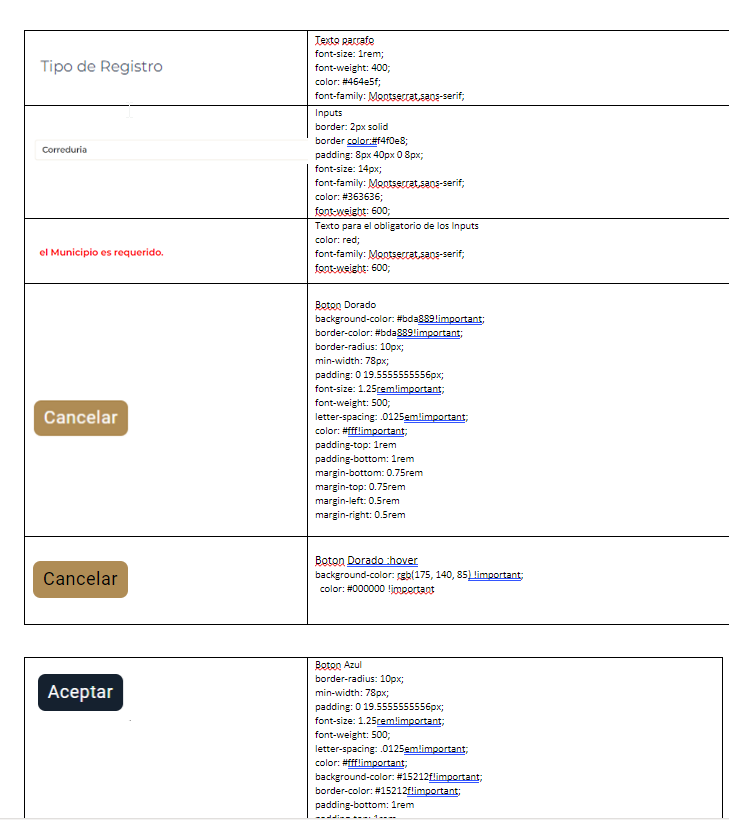 Tipo de Registro
Texto parrafo
font-size: 1rem;
font-weight: 400;
color: #464e5f;
font-family: Montserrat,sans-serif;
Correduria
Inputs
border: 2px solid
border color:#f4f0e8;
padding: 8px 40px 0 8px;
font-size: 14px;
font-family: Montserrat,sans-serif;
color: #363636;
font-weight: 600;
el Municipio es requerido.
Texto para el obligatorio de los Inputs
color: red;
font-family: Montserrat,sans-serif;
font-weight: 600;
Cancelar
Boton Dorado
background-color: #bda889!important;
border-color: #bda889!important;
border-radius: 10px;
min-width: 78px;
padding: 0 19.5555555556px;
font-size: 1.25rem!important;
font-weight: 500;
letter-spacing: .0125em!important;
color: #fff!important;
padding-top: 1rem
padding-bottom: 1rem
margin-bottom: 0.75rem
margin-top: 0.75rem
margin-left: 0.5rem
margin-right: 0.5rem
Cancelar
Boton Dorado :hover
background-color: rgb(175, 140, 85) !important;
color: #000000 !important
Aceptar
Boton Azul
border-radius: 10px;
min-width: 78px;
padding: 0 19.5555555556px;
font-size: 1.25rem!important;
font-weight: 500;
letter-spacing: .0125em!important;
color: #fff!important;
background-color: #15212f!important;
border-color: #15212f!important;
padding-bottom: 1rem
padding-top: 1rem